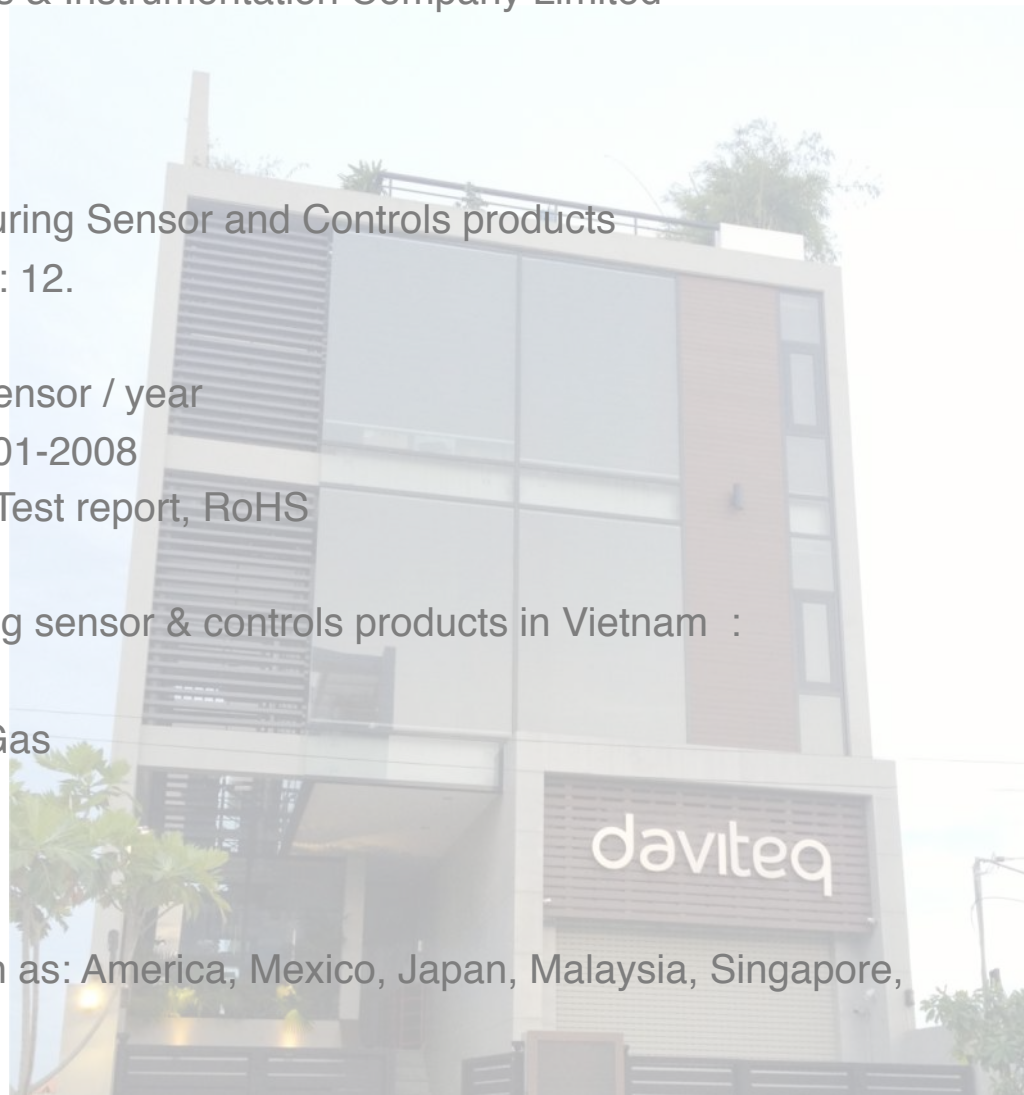 & Instrumentation Company Limited
uring Sensor and Controls products
: 12.
ensor / year
01-2008
Test report, RoHS
g sensor & controls products in Vietnam :
Gas
daviteq
as: America, Mexico, Japan, Malaysia, Singapore,